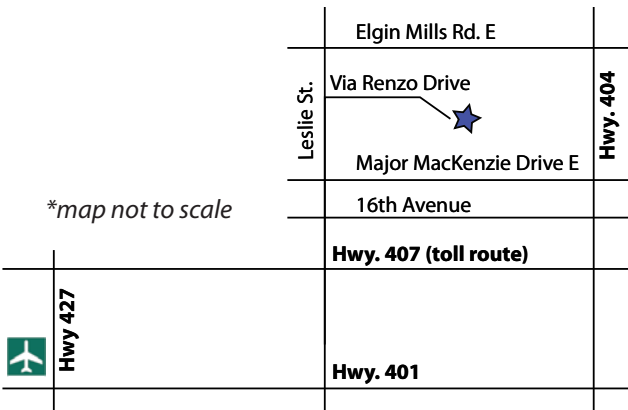 Elgin Mills Rd. E
Via Renzo Drive
Leslie St.
Hwy. 404
Major MacKenzie Drive E
*map not to scale
16th Avenue
Hwy. 407 (toll route)
Hwy 427
Hwy. 401